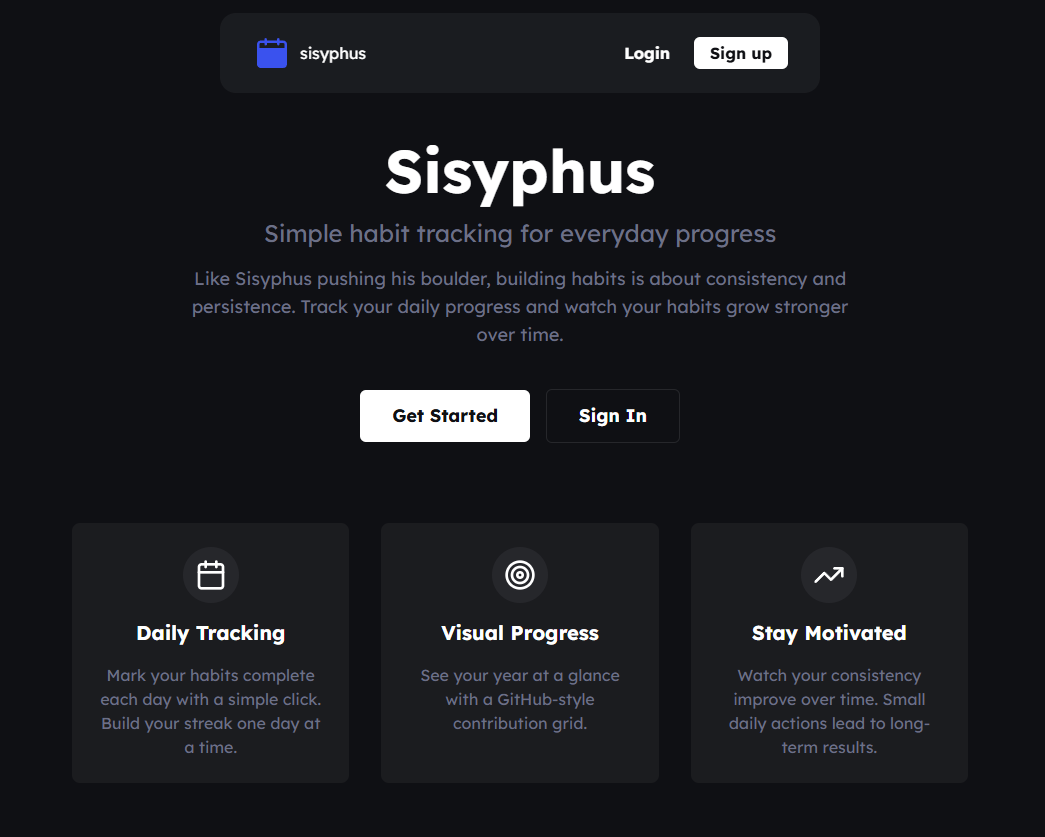 sisyphus
Login
Sign up
Sisyphus
Simple habit tracking for everyday progress
Like Sisyphus pushing his boulder, building habits is about consistency and
persistence. Track your daily progress and watch your habits grow stronger
over time.
Get Started
Sign In
Daily Tracking
Mark your habits complete
each day with a simple click.
Build your streak one day at
a time.
Visual Progress
See your year at a glance
with a GitHub-style
contribution grid.
Stay Motivated
Watch your consistency
improve over time. Small
daily actions lead to long-
term results.